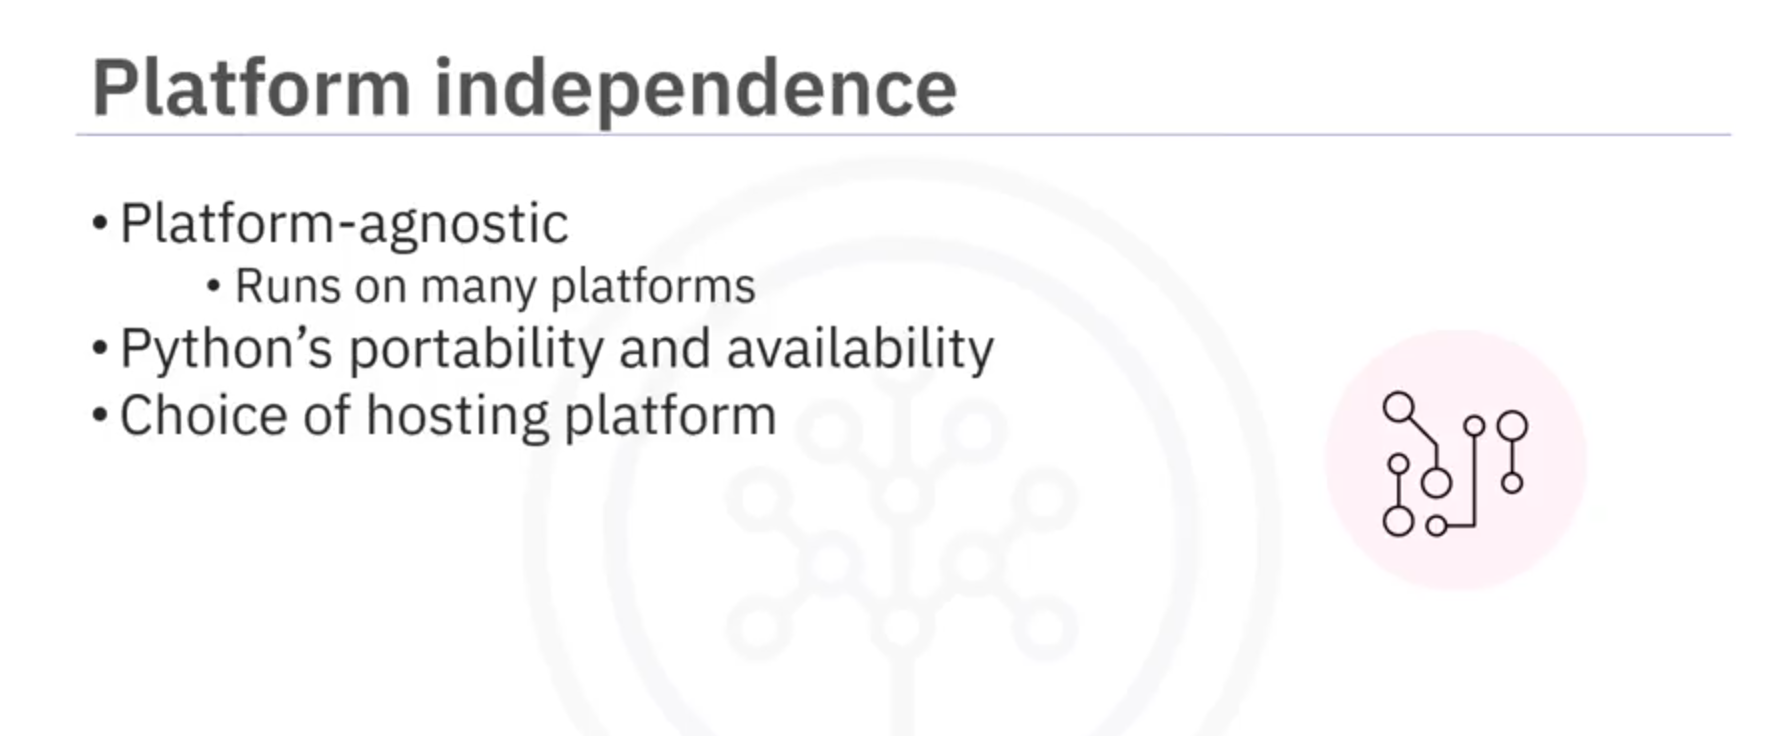 Platform independence
• Platform-agnostic
• Runs on many platforms
• Python’s portability and availability
• Choice of hosting platform